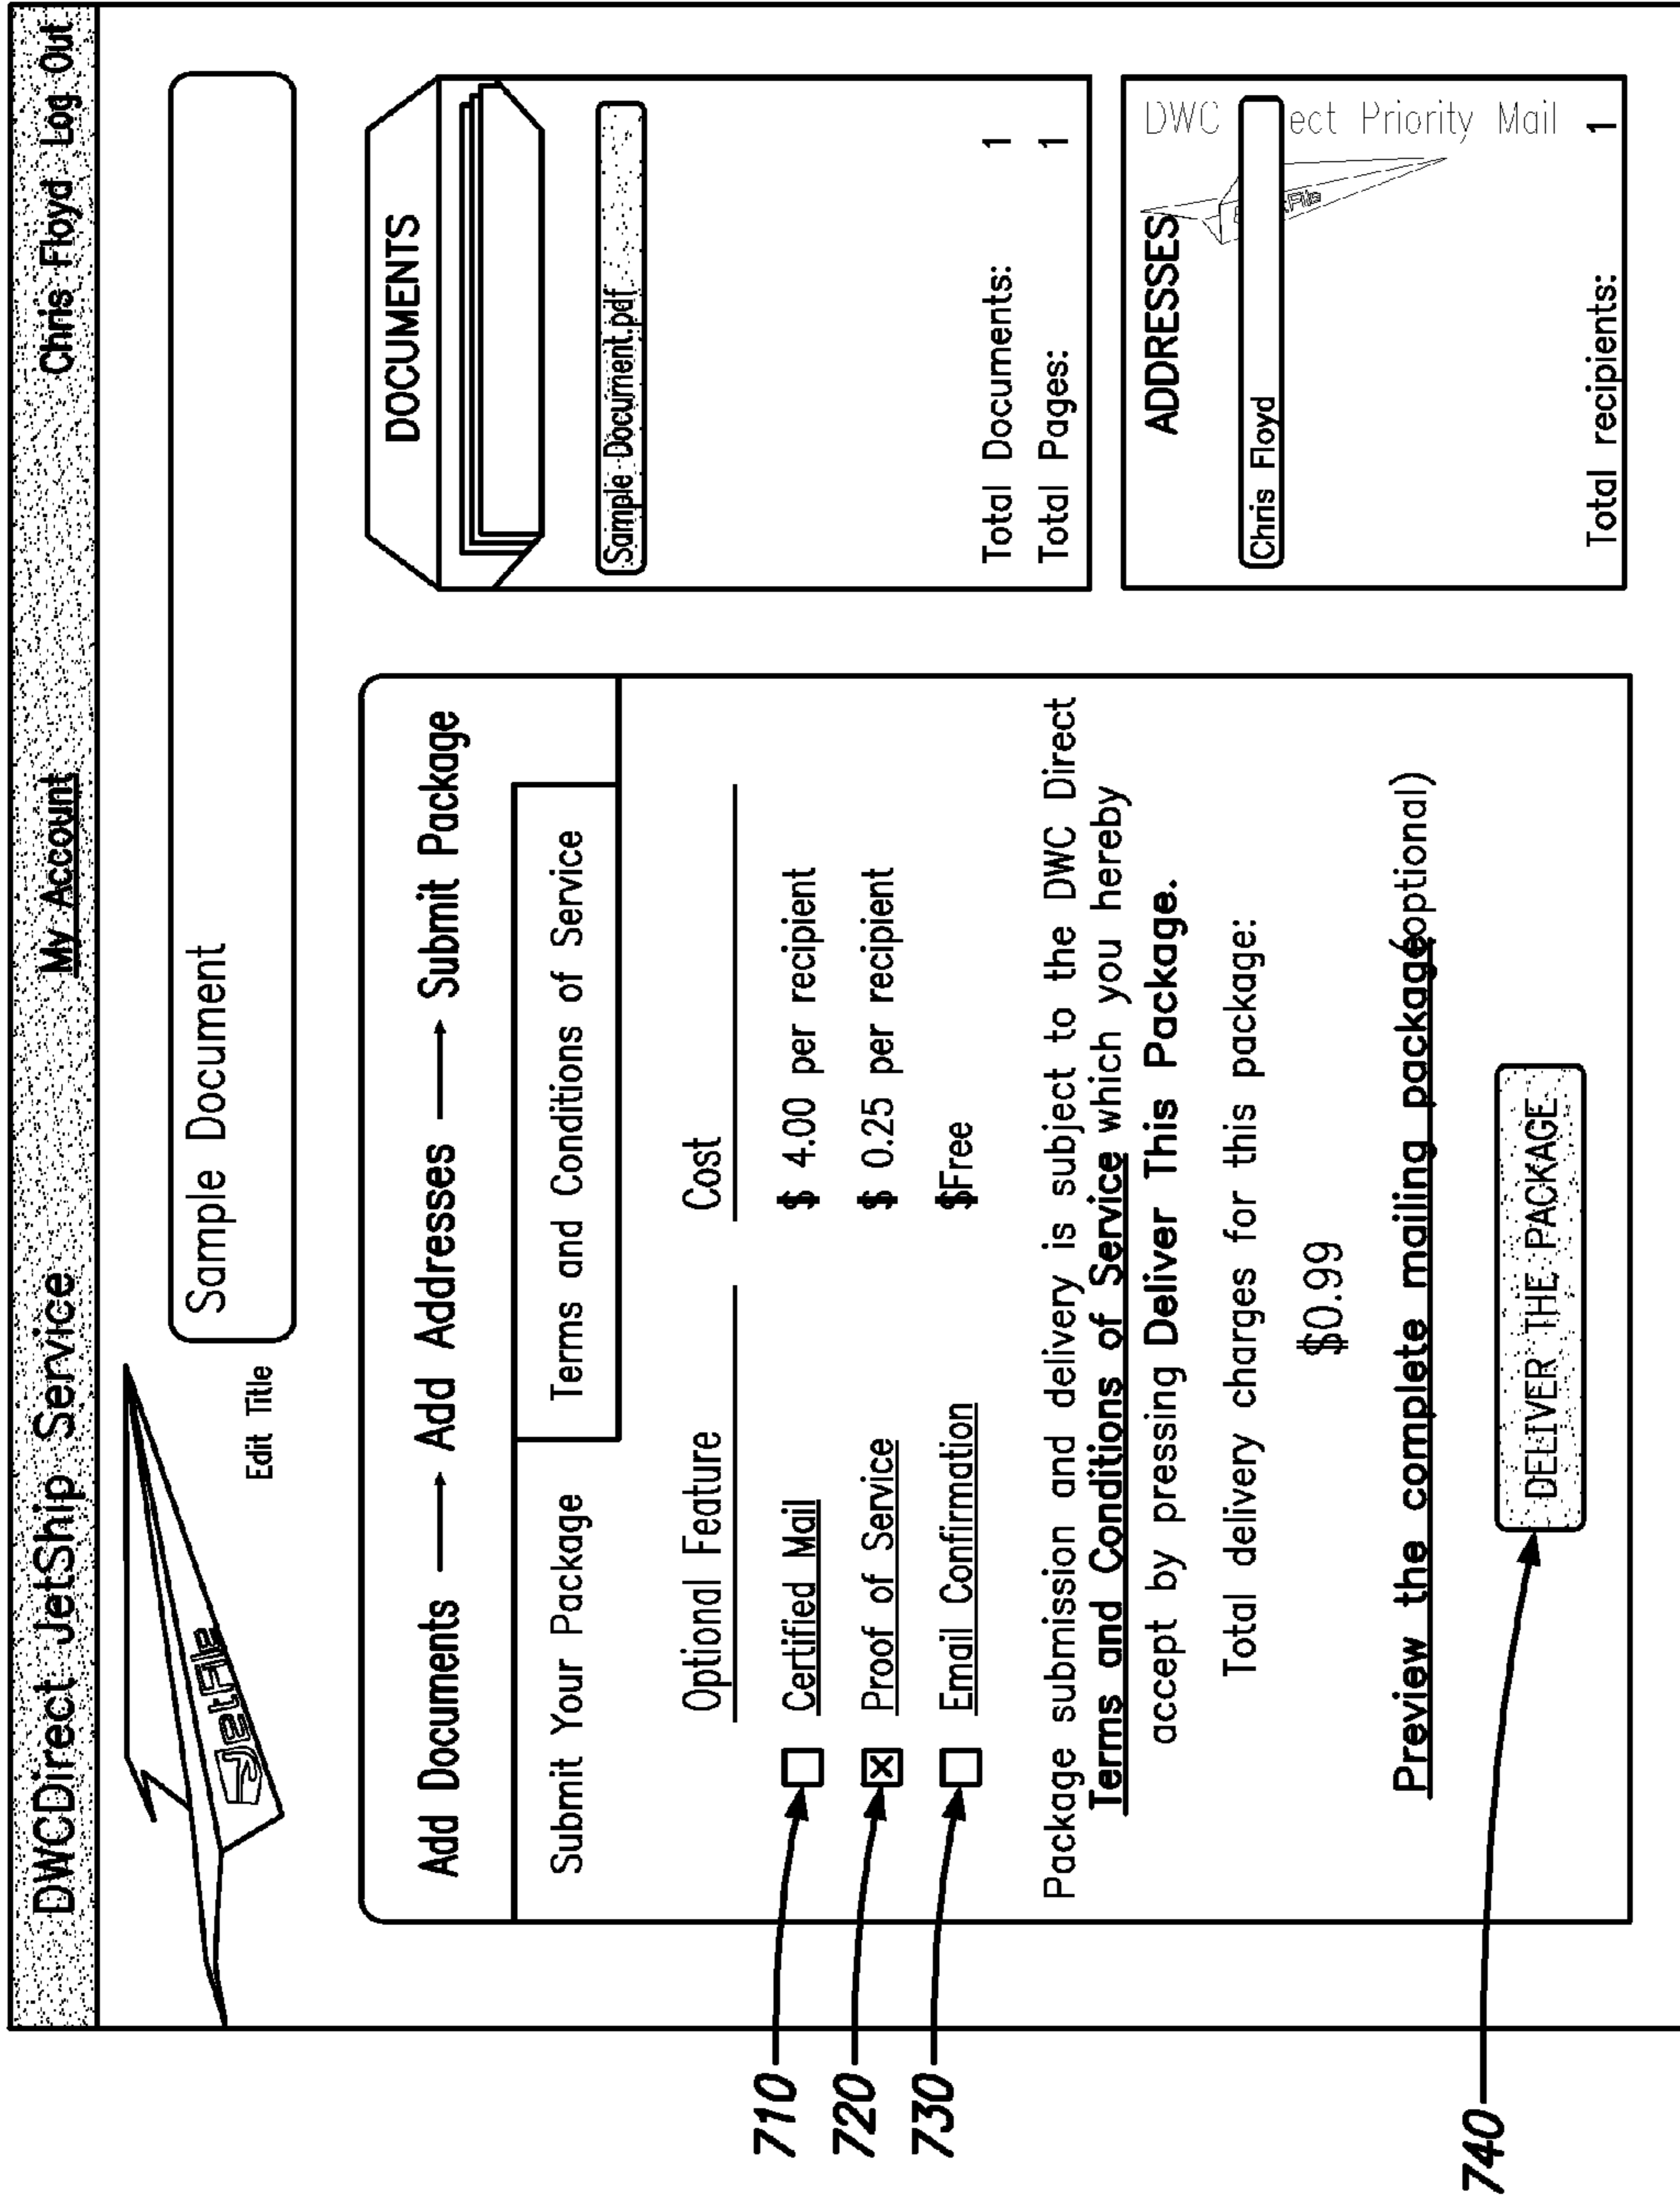 DWCDirect JetShip Service My Account Chris Floyd Log Out
JetFile
Edit Title
Sample Document
Add Documents → Add Addresses → Submit Package
Submit Your Package Terms and Conditions of Service
Optional Feature Cost
710 Certified Mail $ 4.00 per recipient
720 Proof of Service $ 0.25 per recipient
730 Email Confirmation $Free
Package submission and delivery is subject to the DWC Direct
Terms and Conditions of Service which you hereby
accept by pressing Deliver This Package.
Total delivery charges for this package:
$0.99
Preview the complete mailing package(optional)
740 DELIVER THE PACKAGE
DOCUMENTS
Sample Document.pdf
Total Documents: 1
Total Pages: 1
ADDRESSES
DWC ect Priority Mail
Chris Floyd
Total recipients: 1